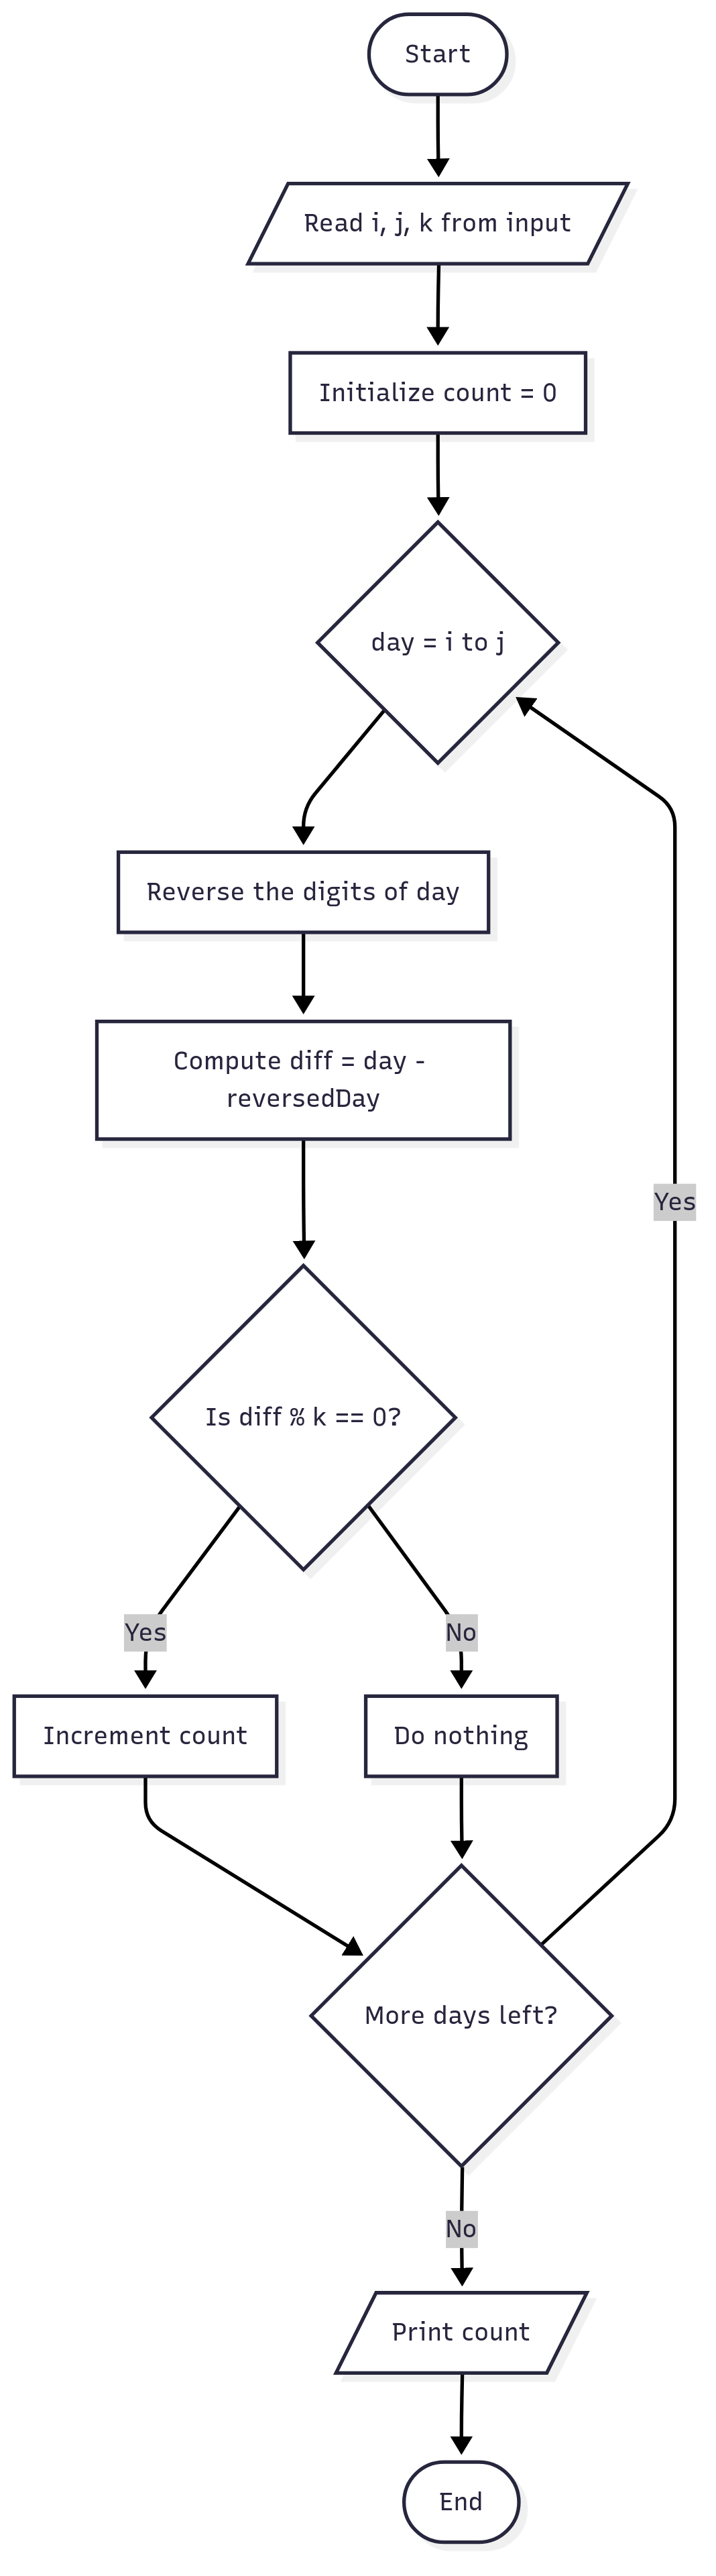 Start
Read i, j, k from input
Initialize count = 0
day = i to j
Reverse the digits of day
Compute diff = day -
reversedDay
Yes
Is diff % k == 0?
Yes
No
Increment count
Do nothing
More days left?
No
Print count
End